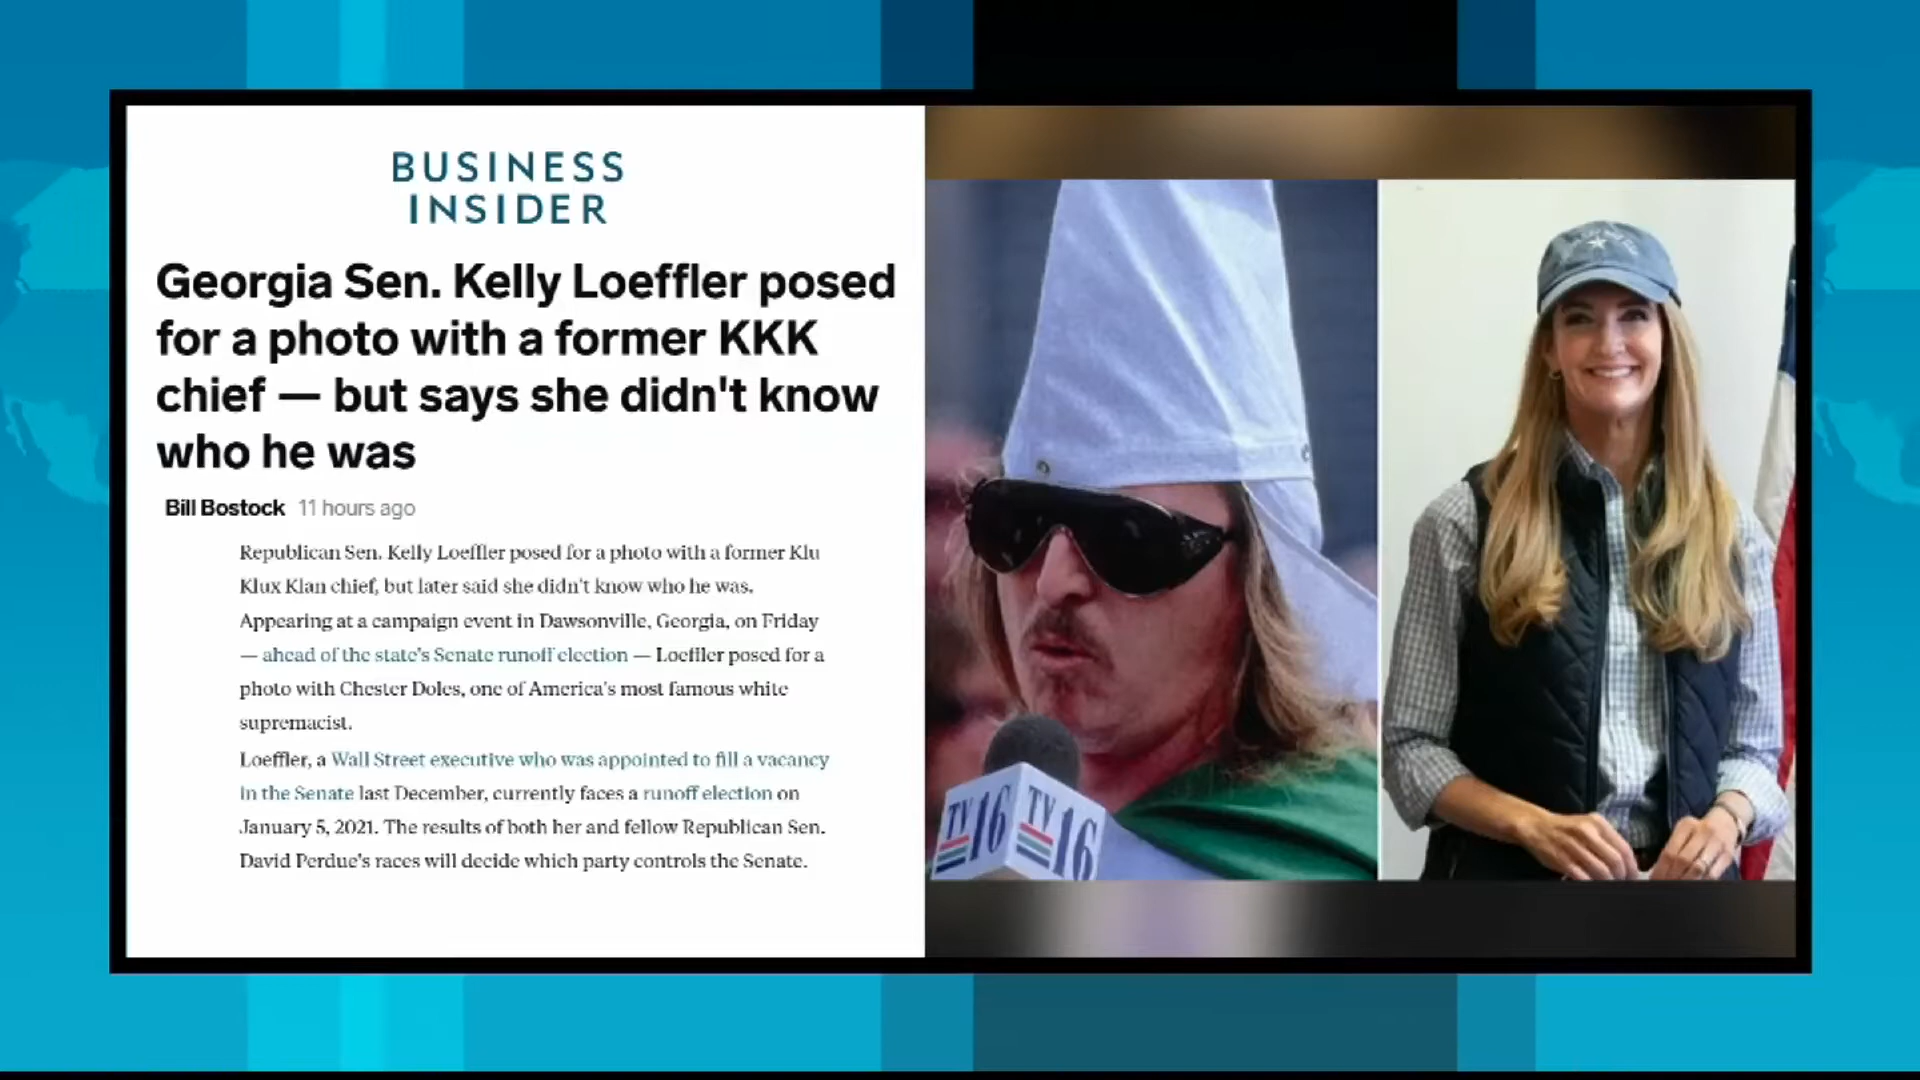 BUSINESS
INSIDER
Georgia Sen. Kelly Loeffler posed
for a photo with a former KKK
chief — but says she didn't know
who he was
Bill Bostock 11 hours ago
Republican Sen. Kelly Loeffler posed for a photo with a former Klu
Klux Klan chief, but later said she didn't know who he was.
Appearing at a campaign event in Dawsonville, Georgia, on Friday
— ahead of the state's Senate runoff election — Loeffler posed for a
photo with Chester Doles, one of America's most famous white
supremacist.
Loeffler, a Wall Street executive who was appointed to fill a vacancy
in the Senate last December, currently faces a runoff election on
January 5, 2021. The results of both her and fellow Republican Sen.
David Perdue's races will decide which party controls the Senate.
TV 16 TV 16